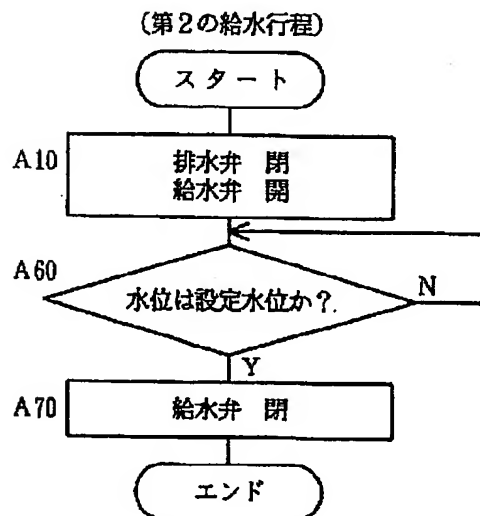 (第2の給水行程)
スタート
A10
排水弁 閉
給水弁 開
A60
水位は設定水位か?
N
Y
A70
給水弁 閉
エンド